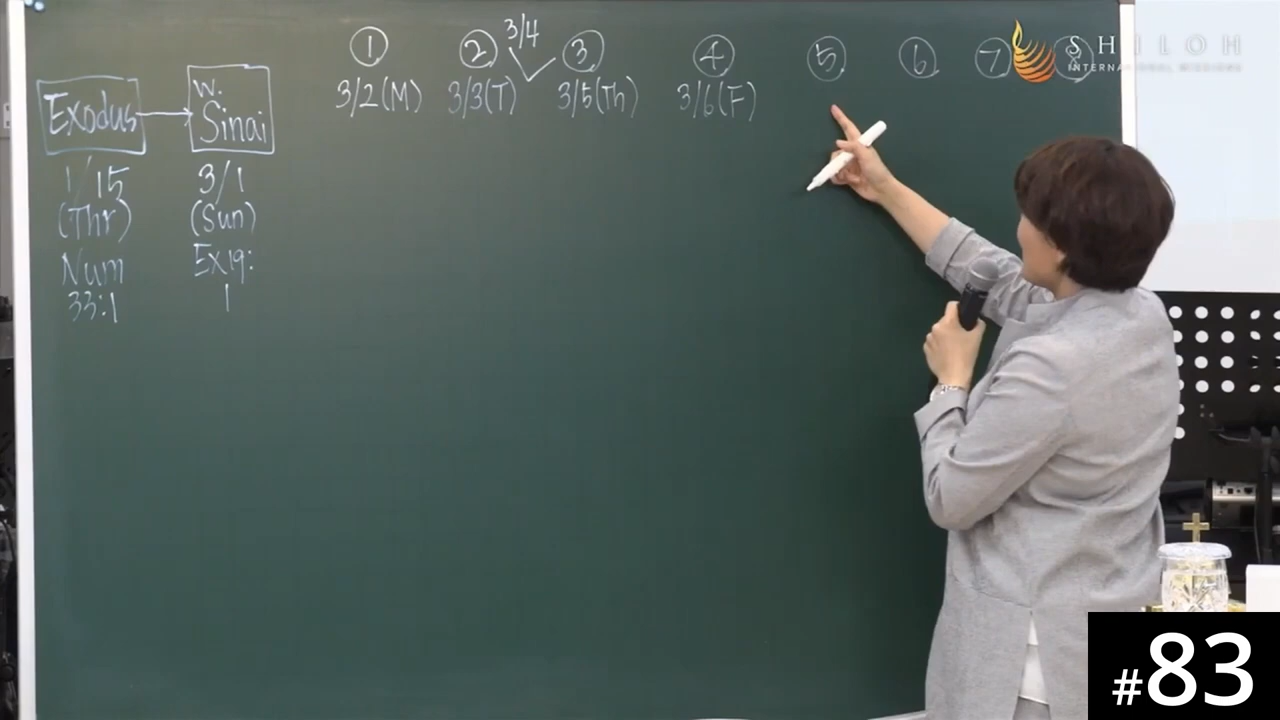 ① ② 3/4 ③ ④ ⑤ ⑥ ⑦
3/2(M) 3/3(T) 3/5(Th) 3/6(F)
Exodus
w.
Sinai
1/15
(Thr)
Num
33:1
3/1
(Sun)
Ex19:
1
SHILOH
INTERNATIONAL MISSIONS
#83